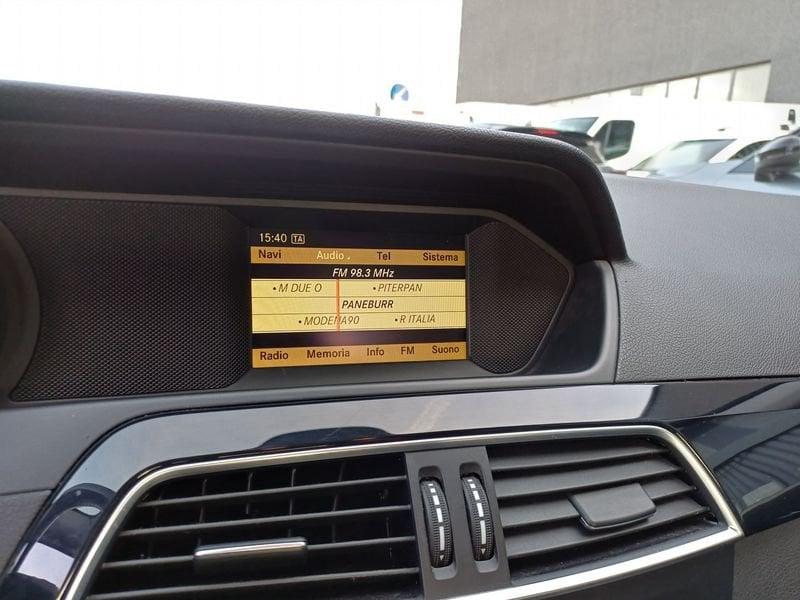 15:40 TA
Navi Audio Tel Sistema
FM 98.3 MHz
•M DUE O •PITERPAN
PANEBURR
•MODENA90 •R ITALIA
Radio Memoria Info FM Suono